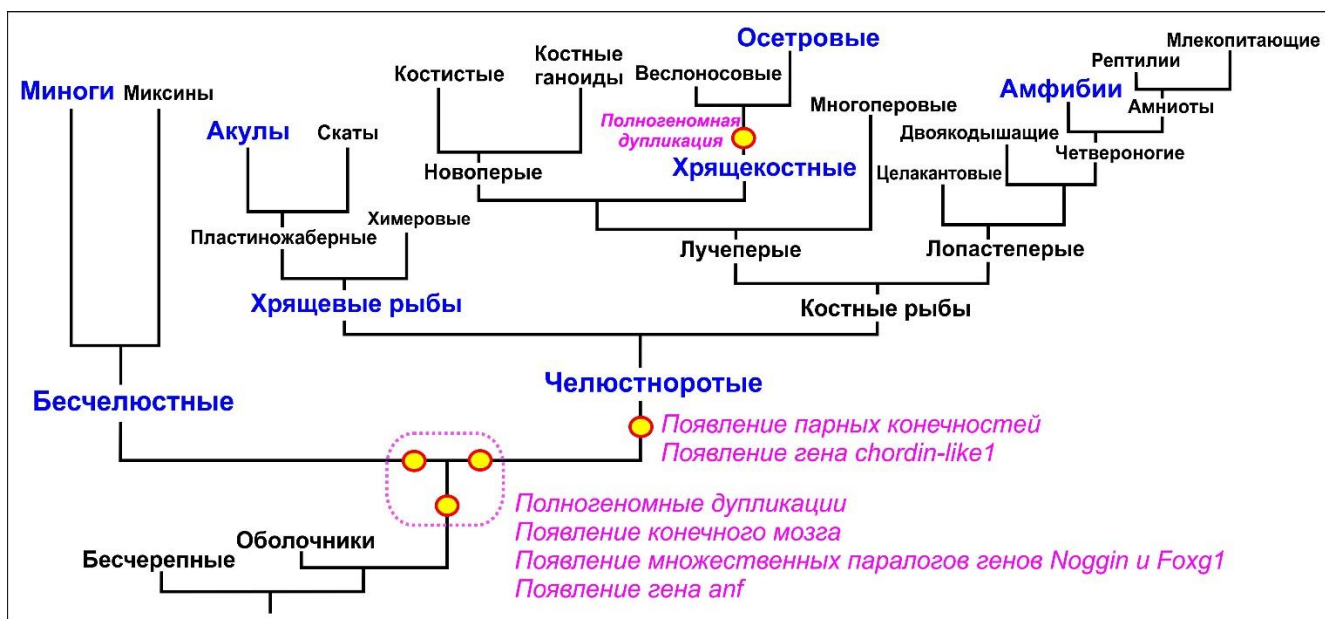 Осетровые
Млекопитающие
Костные
ганоиды
Костистые
Веслоносовые
Рептилии
Миноги
Миксины
Амфибии
Многоперовые
Амниоты
Акулы
Скаты
Полногеномная
дупликация
Двоякодышащие
Четвероногие
Новоперые
Хрящекостные
Целакантовые
Химеровые
Пластиножаберные
Лучеперые
Лопастеперые
Хрящевые рыбы
Костные рыбы
Челюстноротые
Бесчелюстные
Появление парных конечностей
Появление гена chordin-like1
Полногеномные дупликации
Появление конечного мозга
Появление множественных паралогов генов Noggin и Foxg1
Появление гена anf
Оболочники
Бесчерепные